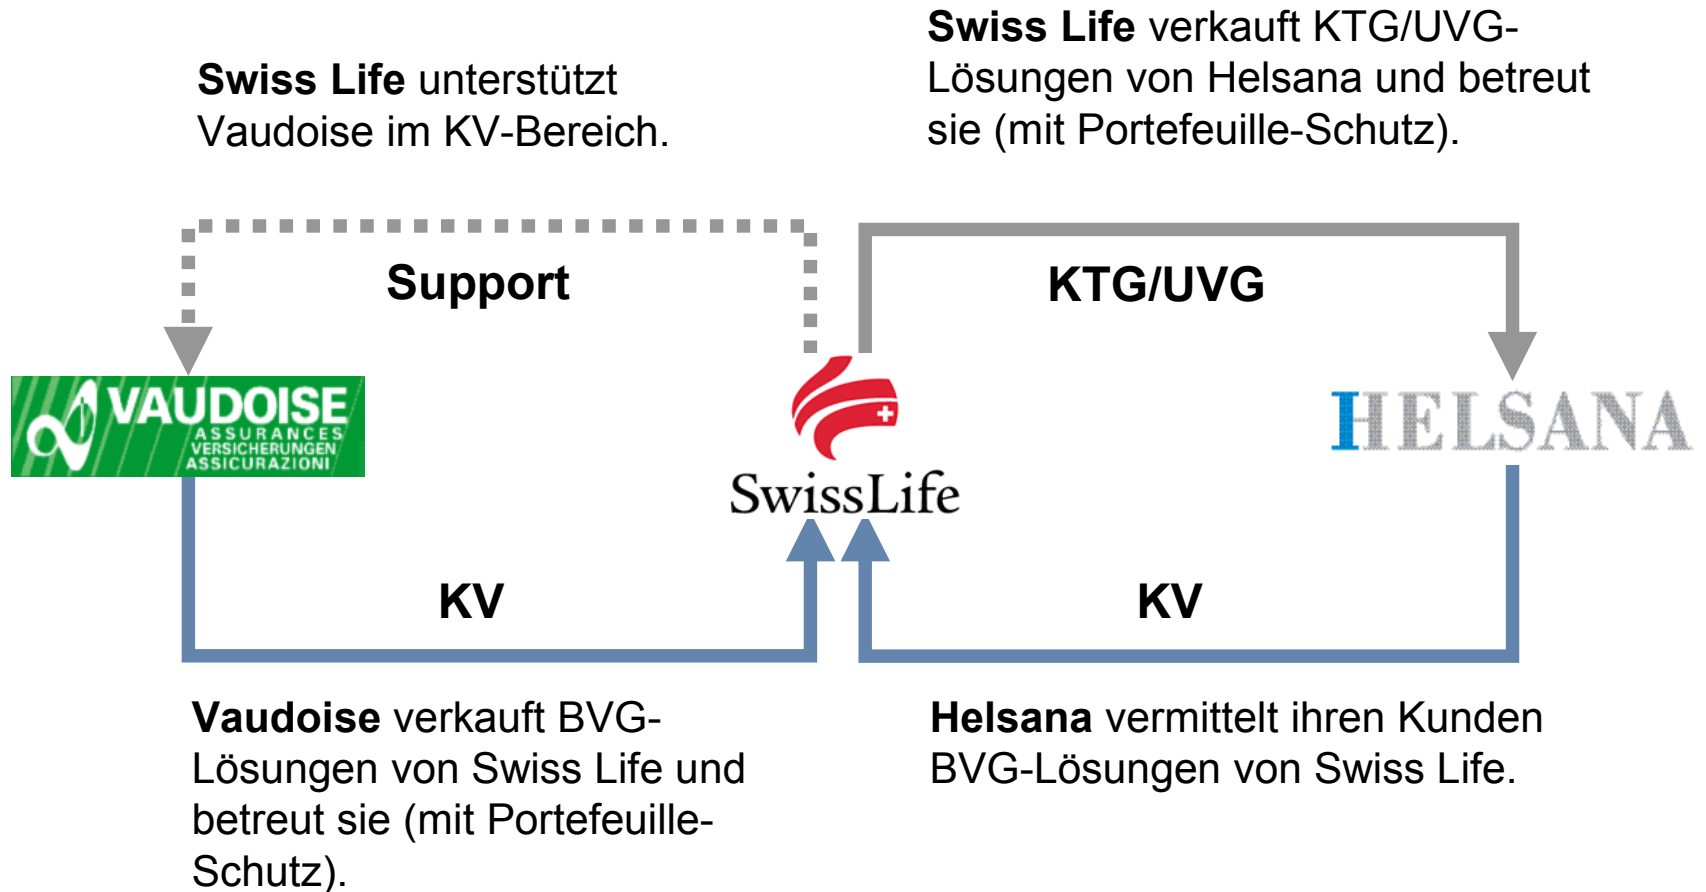 Swiss Life unterstützt
Vaudoise im KV-Bereich.
Swiss Life verkauft KTG/UVG-
Lösungen von Helsana und betreut
sie (mit Portefeuille-Schutz).
Support
KTG/UVG
VAUDOISE
ASSURANCES
VERSICHERUNGEN
ASSICURAZIONI
SwissLife
HELSANA
KV
KV
Vaudoise verkauft BVG-
Lösungen von Swiss Life und
betreut sie (mit Portefeuille-
Schutz).
Helsana vermittelt ihren Kunden
BVG-Lösungen von Swiss Life.